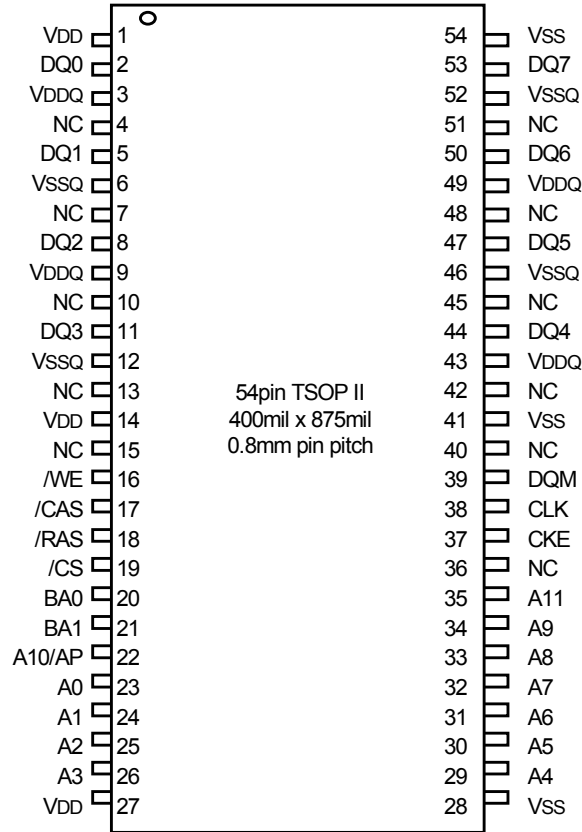 VDD 1 54 VSS
DQ0 2 53 DQ7
VDDQ 3 52 VSSQ
NC 4 51 NC
DQ1 5 50 DQ6
VSSQ 6 49 VDDQ
NC 7 48 NC
DQ2 8 47 DQ5
VDDQ 9 46 VSSQ
NC 10 45 NC
DQ3 11 44 DQ4
VSSQ 12 43 VDDQ
NC 13 54pin TSOP II 42 NC
VDD 14 400mil x 875mil 41 VSS
NC 15 0.8mm pin pitch 40 NC
/WE 16 39 DQM
/CAS 17 38 CLK
/RAS 18 37 CKE
/CS 19 36 NC
BA0 20 35 A11
BA1 21 34 A9
A10/AP 22 33 A8
A0 23 32 A7
A1 24 31 A6
A2 25 30 A5
A3 26 29 A4
VDD 27 28 VSS